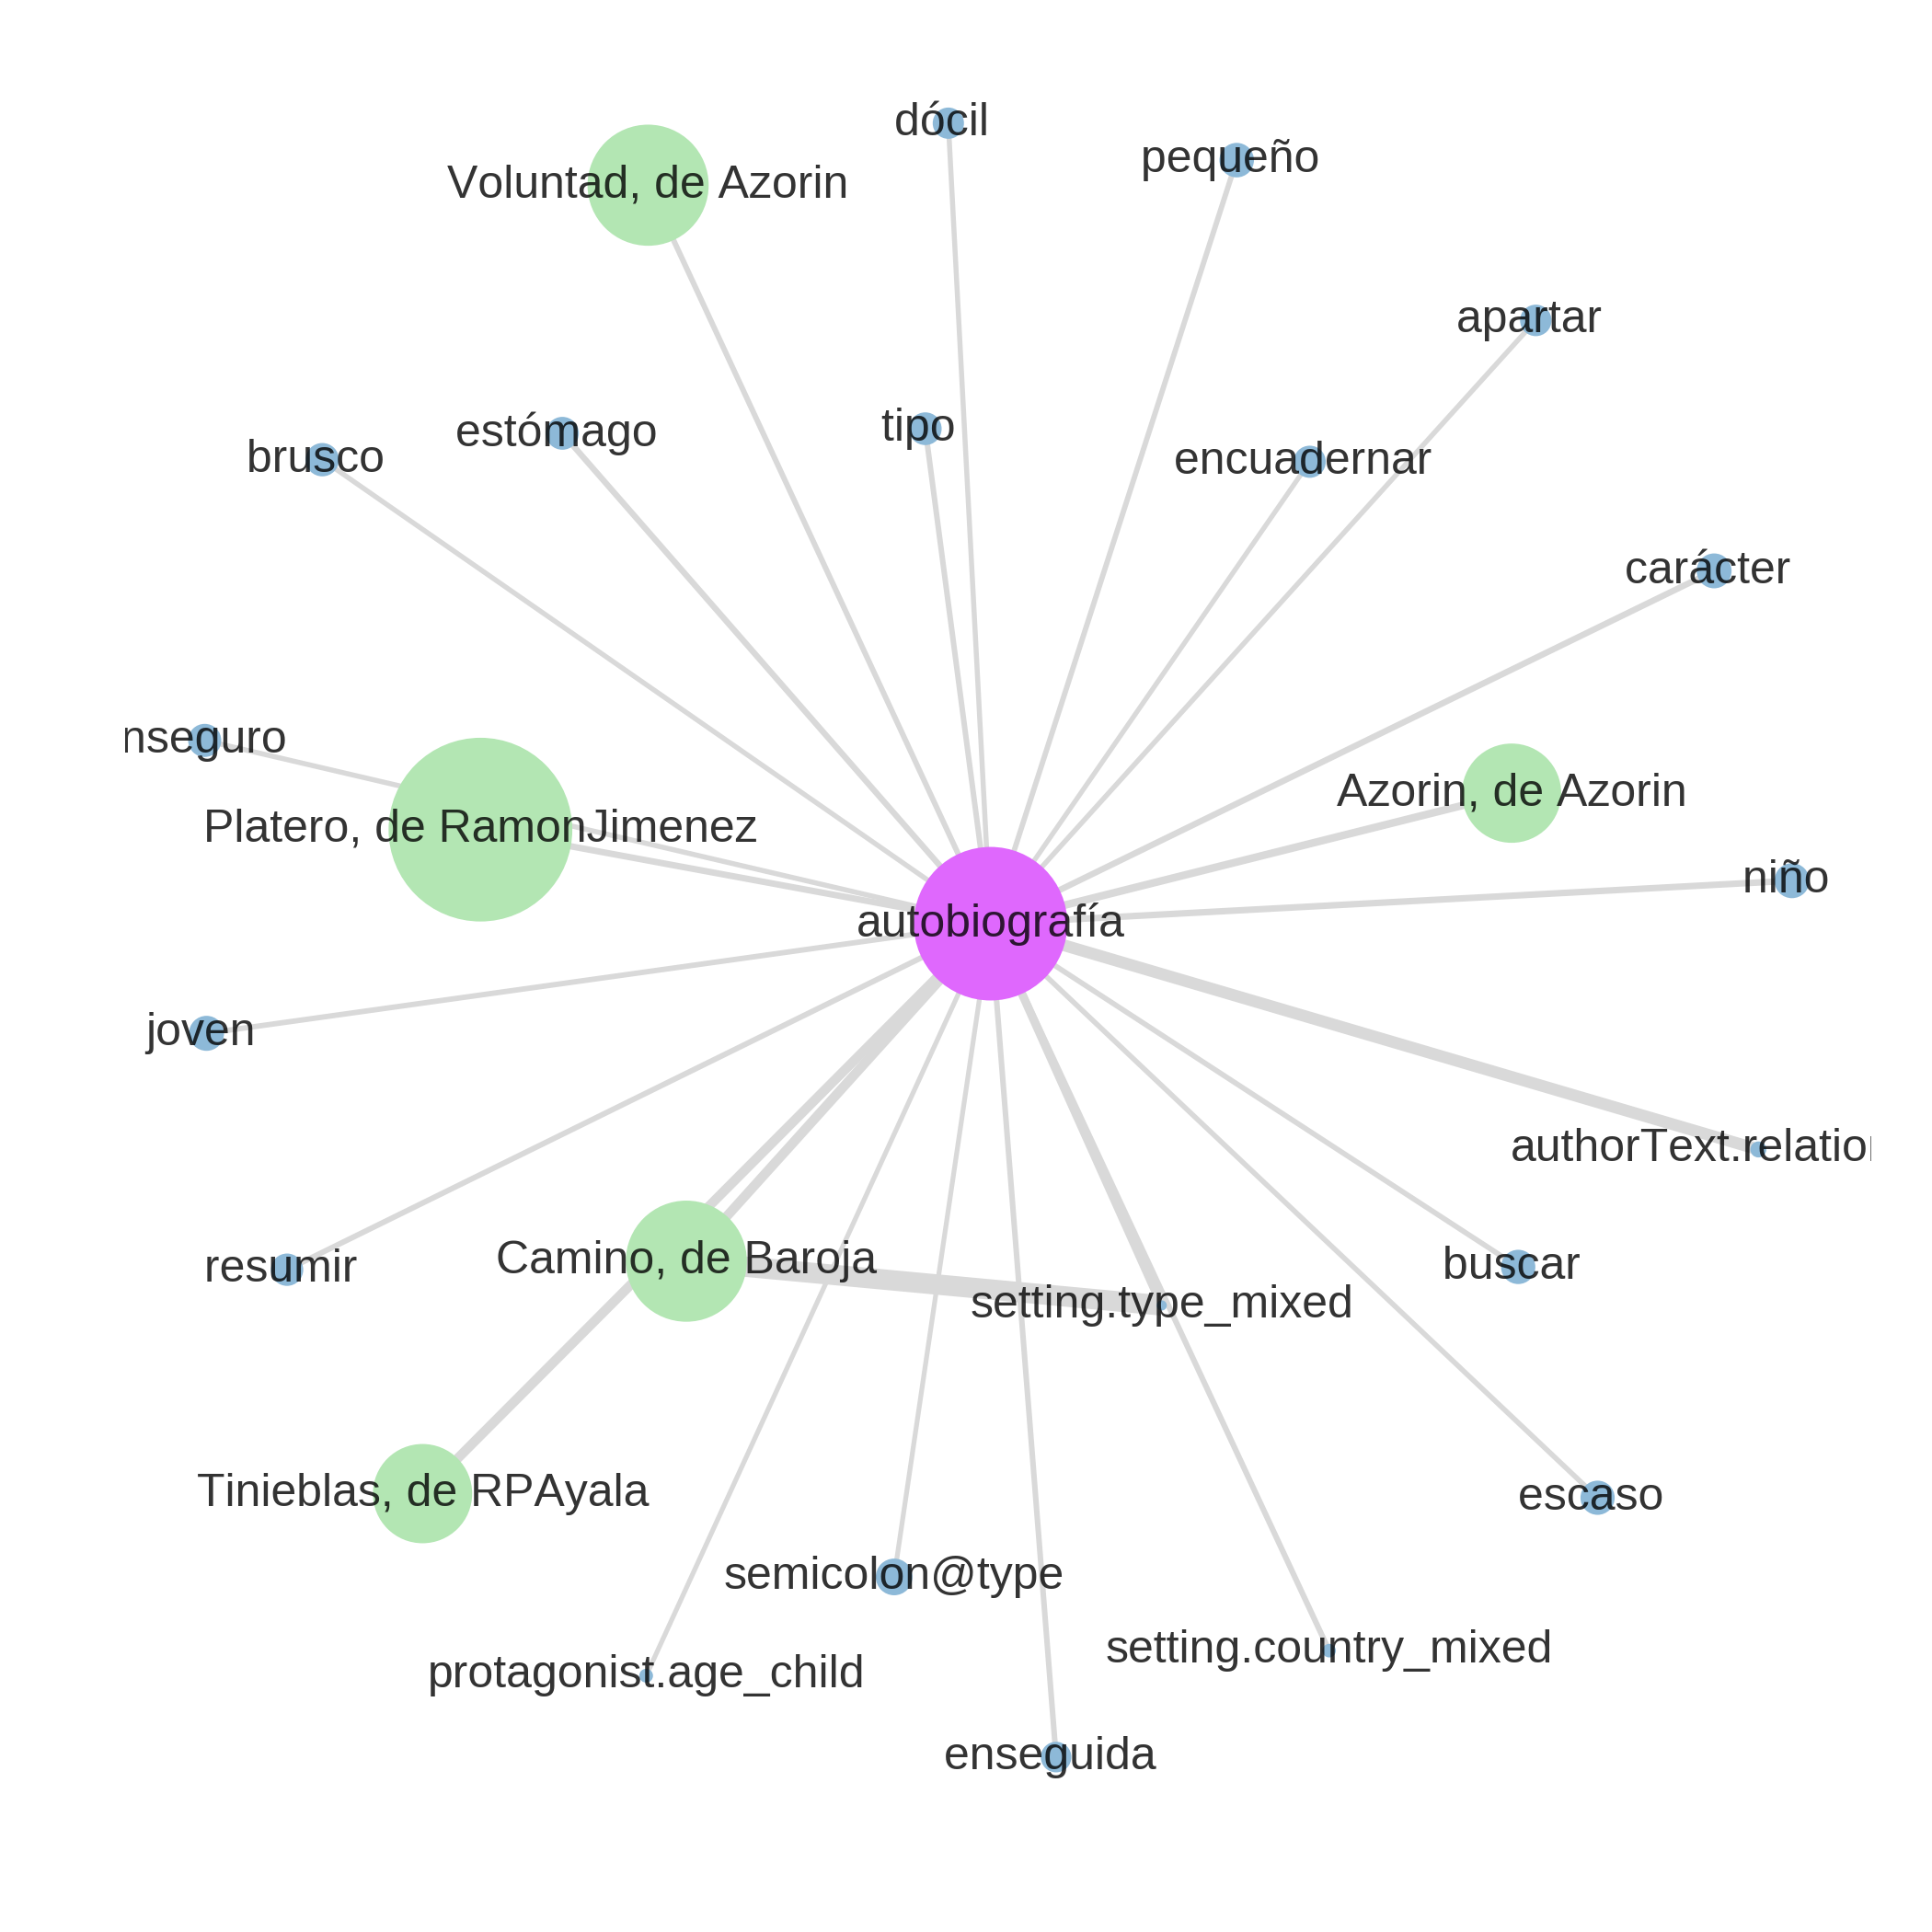 dócil
pequeño
Voluntad, de Azorin
apartar
tipo
estómago
brusco
encuadernar
carácter
nseguro
Azorin, de Azorin
Platero, de RamonJimenez
niño
autobiografía
joven
authorText.relation
buscar
resumir
Camino, de Baroja
setting.type_mixed
Tinieblas, de RPAyala
escaso
semicolon@type
setting.country_mixed
protagonist.age_child
enseguida